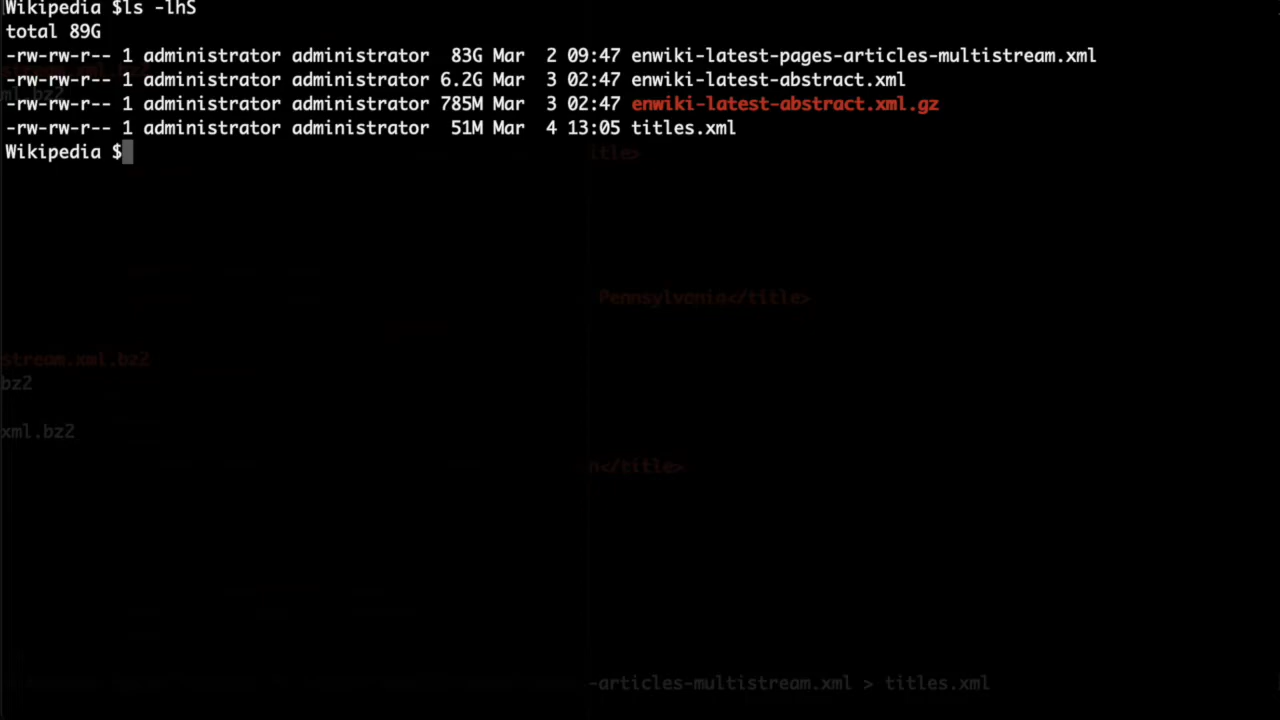 Wikipedia $ls -lhS
total 89G
-rw-rw-r-- 1 administrator administrator  83G Mar  2 09:47 enwiki-latest-pages-articles-multistream.xml
-rw-rw-r-- 1 administrator administrator 6.2G Mar  3 02:47 enwiki-latest-abstract.xml
-rw-rw-r-- 1 administrator administrator 785M Mar  3 02:47 enwiki-latest-abstract.xml.gz
-rw-rw-r-- 1 administrator administrator  51M Mar  4 13:05 titles.xml
Wikipedia $
Pennsylvania</title>
stream.xml.bz2
bz2
xml.bz2
n</title>
-articles-multistream.xml > titles.xml